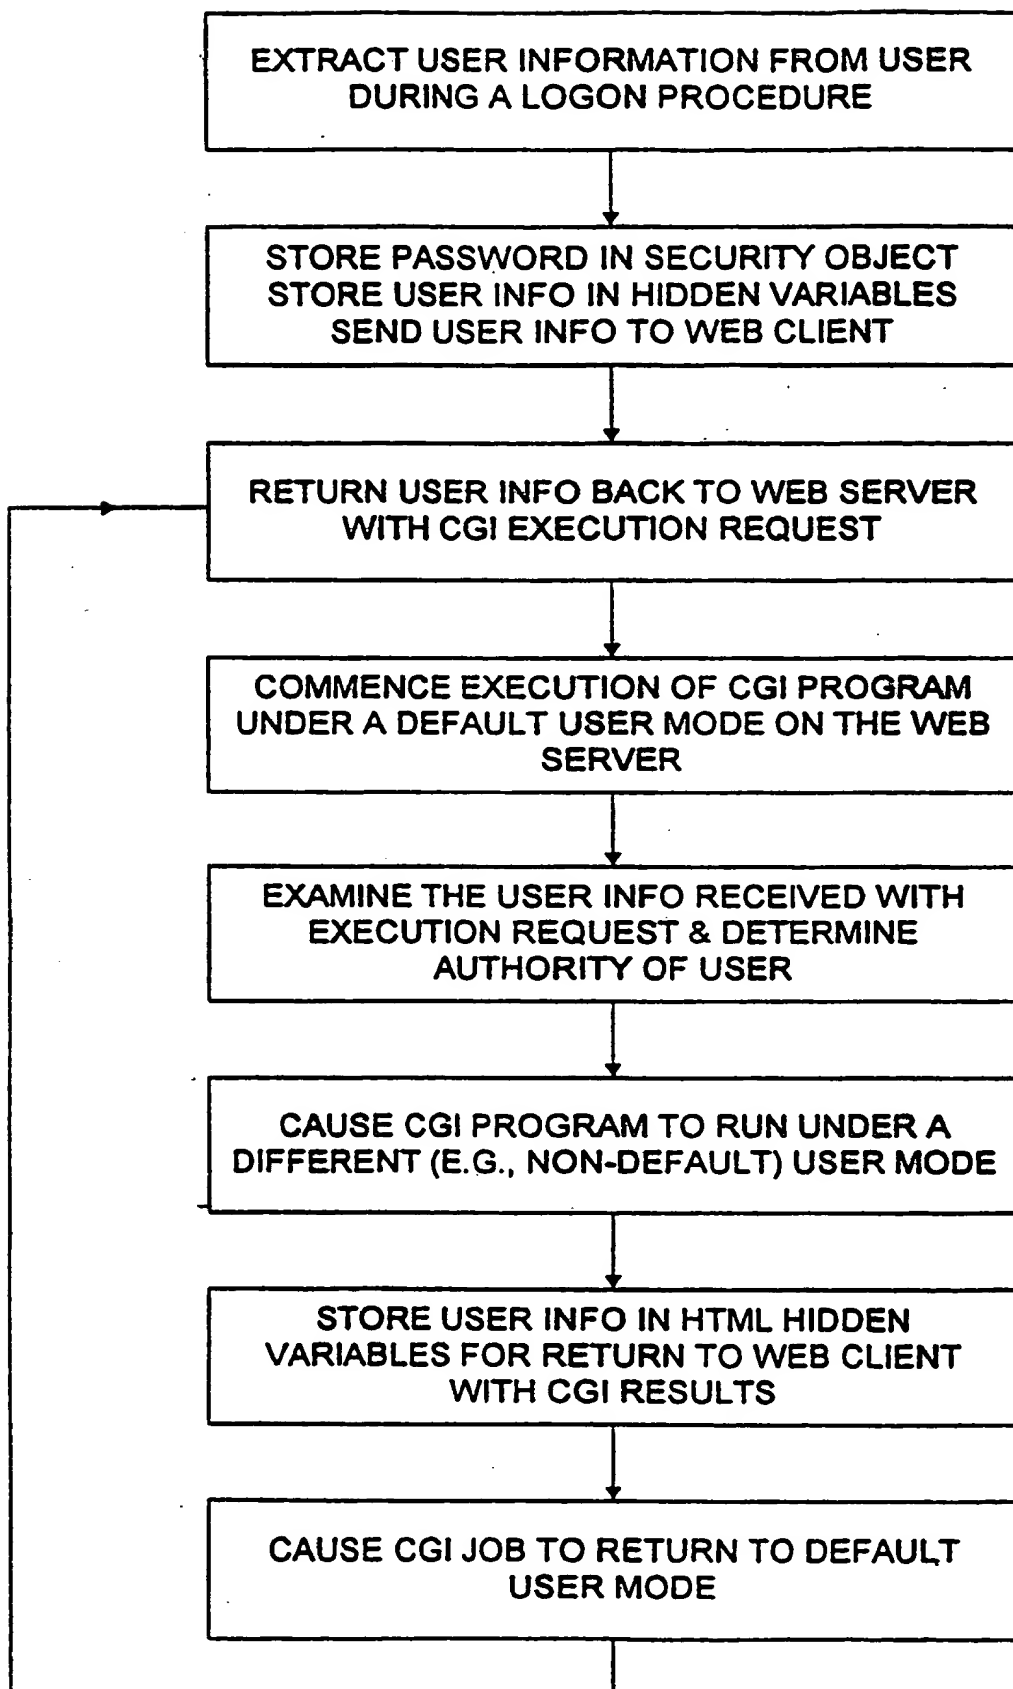 EXTRACT USER INFORMATION FROM USER
DURING A LOGON PROCEDURE
STORE PASSWORD IN SECURITY OBJECT
STORE USER INFO IN HIDDEN VARIABLES
SEND USER INFO TO WEB CLIENT
RETURN USER INFO BACK TO WEB SERVER
WITH CGI EXECUTION REQUEST
COMMENCE EXECUTION OF CGI PROGRAM
UNDER A DEFAULT USER MODE ON THE WEB
SERVER
EXAMINE THE USER INFO RECEIVED WITH
EXECUTION REQUEST & DETERMINE
AUTHORITY OF USER
CAUSE CGI PROGRAM TO RUN UNDER A
DIFFERENT (E.G., NON-DEFAULT) USER MODE
STORE USER INFO IN HTML HIDDEN
VARIABLES FOR RETURN TO WEB CLIENT
WITH CGI RESULTS
CAUSE CGI JOB TO RETURN TO DEFAULT
USER MODE